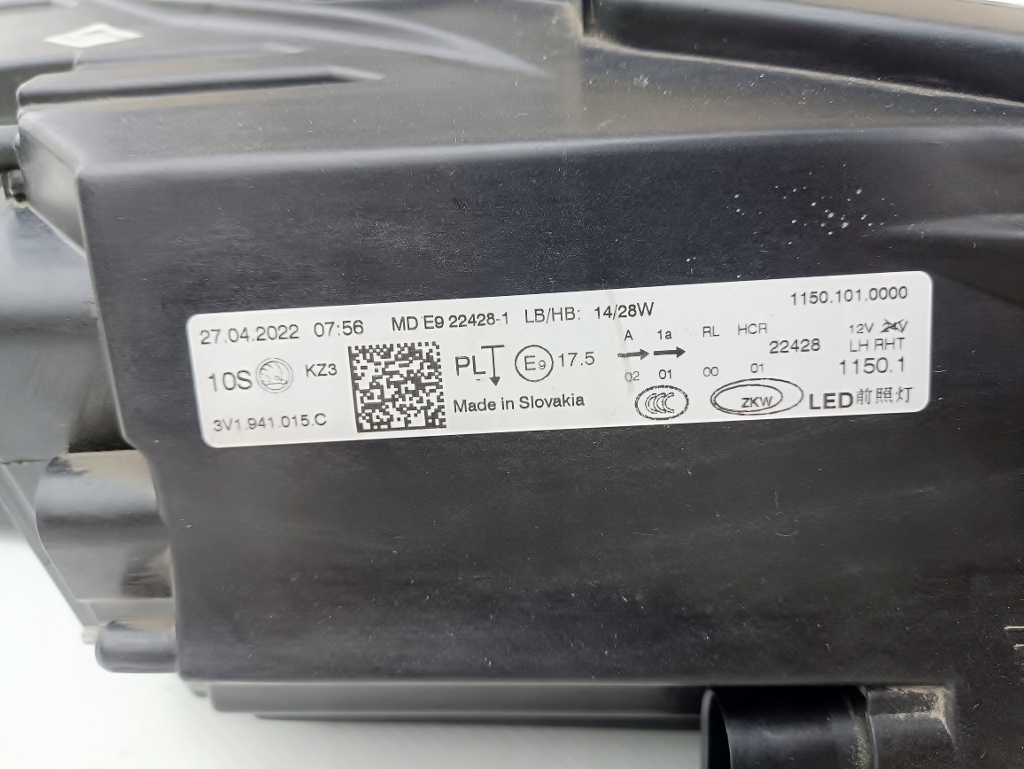 27.04.2022 07:56 MD E9 22428-1 LB/HB: 14/28W 1150.101.0000
10S KZ3 PL E9 17.5 A 1a RL HCR 22428 12V 24V
LH RHT
02 01 00 01 1150.1
3V1.941.015.C Made in Slovakia CCC ZKW LED前照灯